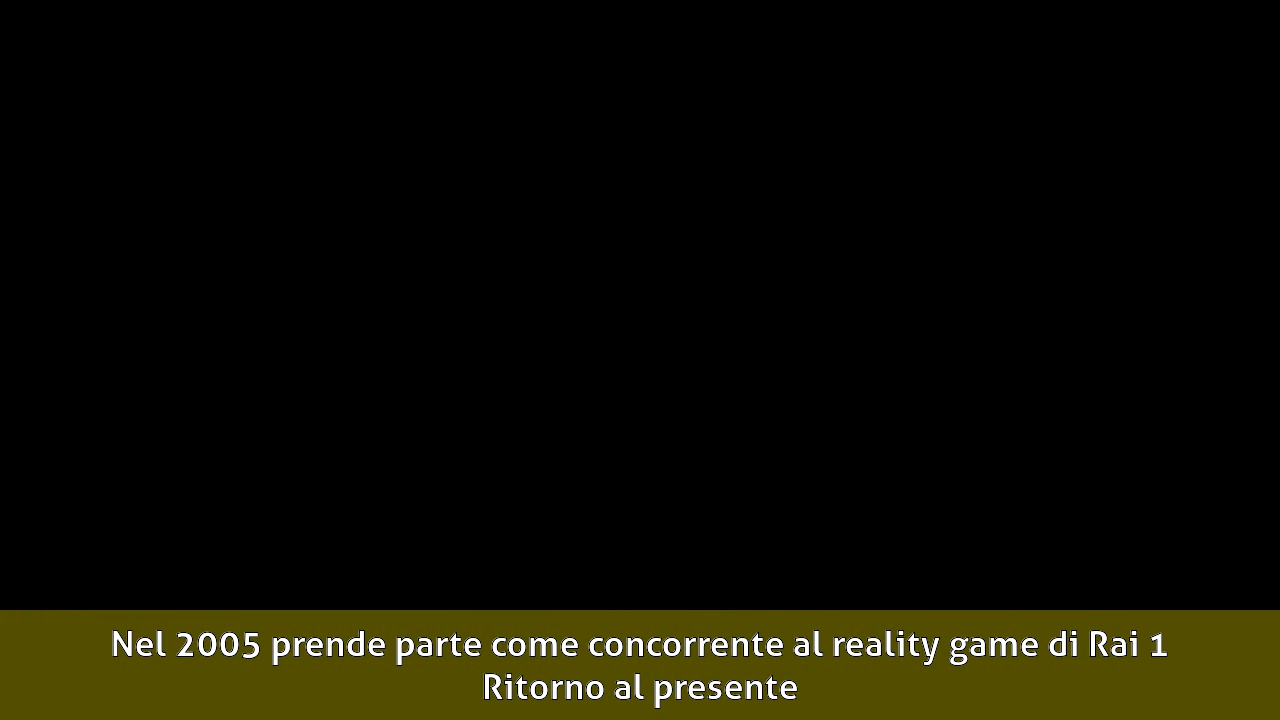 Nel 2005 prende parte come concorrente al reality game di Rai 1
Ritorno al presente